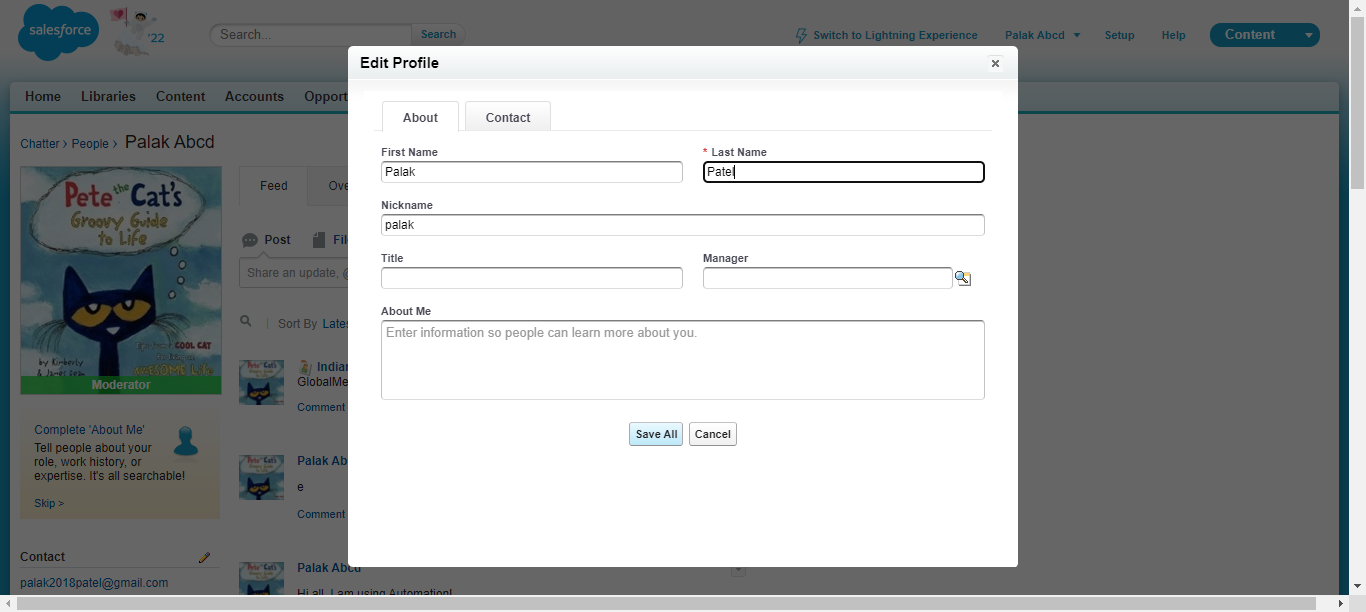 salesforce
'22
Search...
Search
Switch to Lightning Experience
Palak Abcd
Setup
Help
Content
Home
Libraries
Content
Accounts
Opport
Chatter › People › Palak Abcd
Pete the Cat's
Groovy Guide
to Life
COOL CAT
AWESOME Life
by Kimberly
& James Dean
Moderator
Complete 'About Me'
Tell people about your
role, work history, or
expertise. It's all searchable!
Skip >
Contact
palak2018patel@gmail.com
Feed
Ove
Post
File
Share an update, @
Sort By Lates
Indian
GlobalMe
Comment
Palak Ab
e
Comment
Palak Abcd
Hi all, I am using Automation!
Edit Profile
×
About
Contact
First Name
Palak
* Last Name
Patel
Nickname
palak
Title
Manager
About Me
Enter information so people can learn more about you.
Save All
Cancel